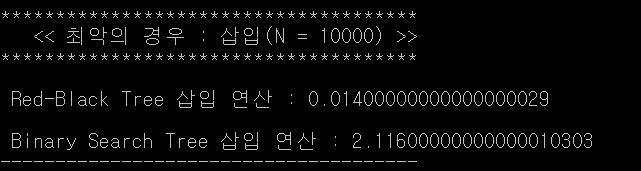 **************************************
<< 최악의 경우 : 삽입(N = 10000) >>
**************************************
Red-Black Tree 삽입 연산 : 0.01400000000000000029
Binary Search Tree 삽입 연산 : 2.11600000000000010303
--------------------------------------